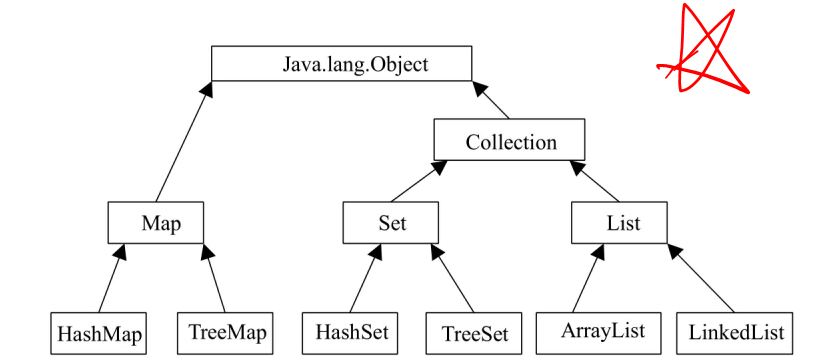 Java.lang.Object
Collection
Map
Set
List
HashMap
TreeMap
HashSet
TreeSet
ArrayList
LinkedList